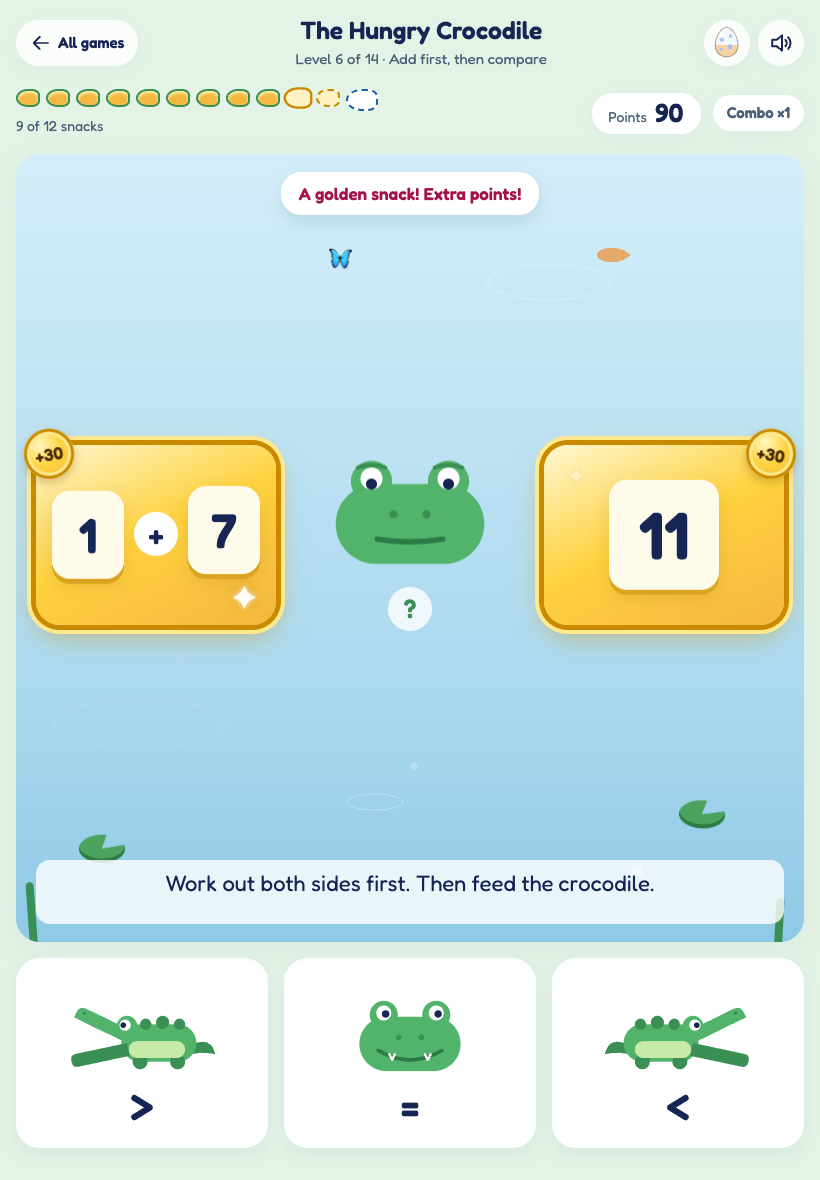 All games
The Hungry Crocodile
Level 6 of 14 · Add first, then compare
9 of 12 snacks
Points 90
Combo ×1
A golden snack! Extra points!
+30
+30
1 + 7
11
?
Work out both sides first. Then feed the crocodile.
> = <